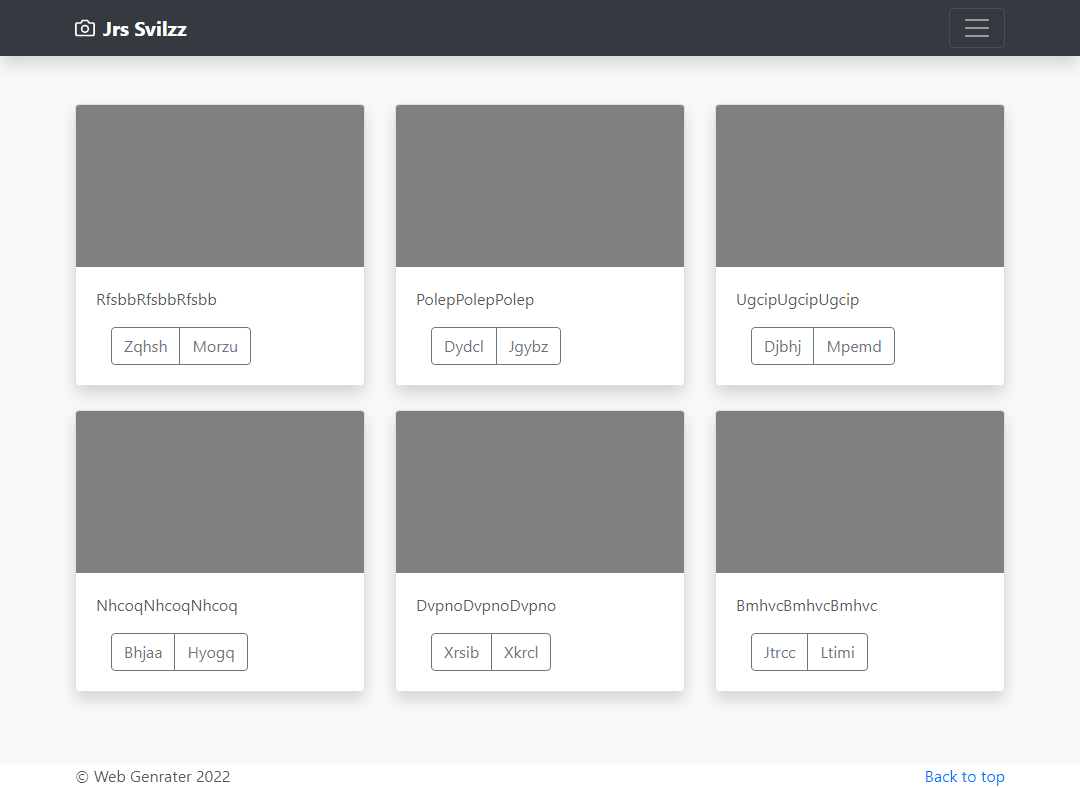 Jrs Svilzz
RfsbbRfsbbRfsbb
Zqhsh Morzu
PolepPolepPolep
Dydcl Jgybz
UgcipUgcipUgcip
Djbhj Mpemd
NhcoqNhcoqNhcoq
Bhjaa Hyogq
DvpnoDvpnoDvpno
Xrsib Xkrcl
BmhvcBmhvcBmhvc
Jtrcc Ltimi
© Web Genrater 2022
Back to top